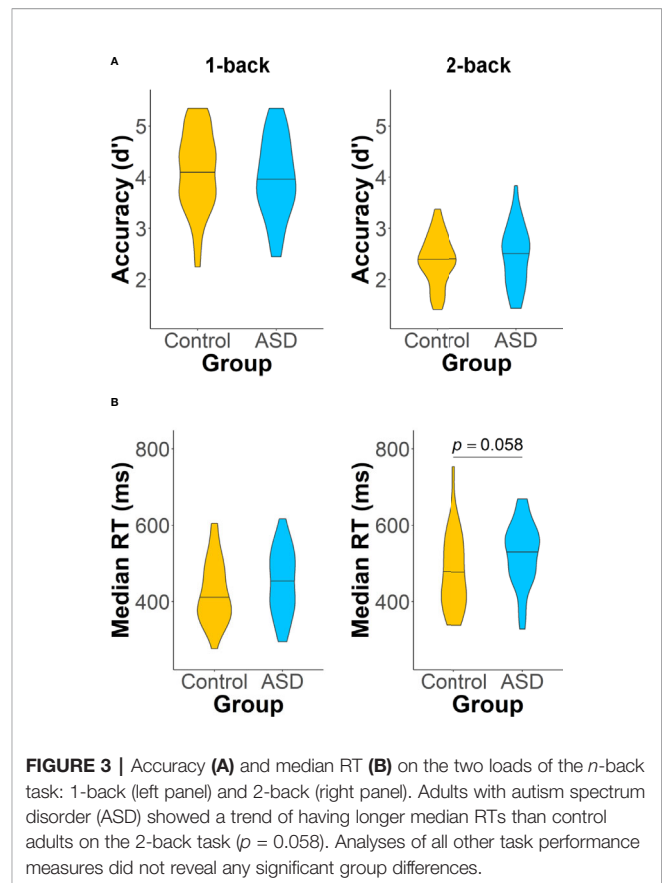 A
1-back
2-back
Accuracy (d')
5
4
3
2
Control ASD
Group
Accuracy (d')
5
4
3
2
Control ASD
Group
B
Median RT (ms)
800
600
400
Control ASD
Group
Median RT (ms)
800
600
400
p = 0.058
Control ASD
Group
FIGURE 3 | Accuracy (A) and median RT (B) on the two loads of the n-back
task: 1-back (left panel) and 2-back (right panel). Adults with autism spectrum
disorder (ASD) showed a trend of having longer median RTs than control
adults on the 2-back task (p = 0.058). Analyses of all other task performance
measures did not reveal any significant group differences.